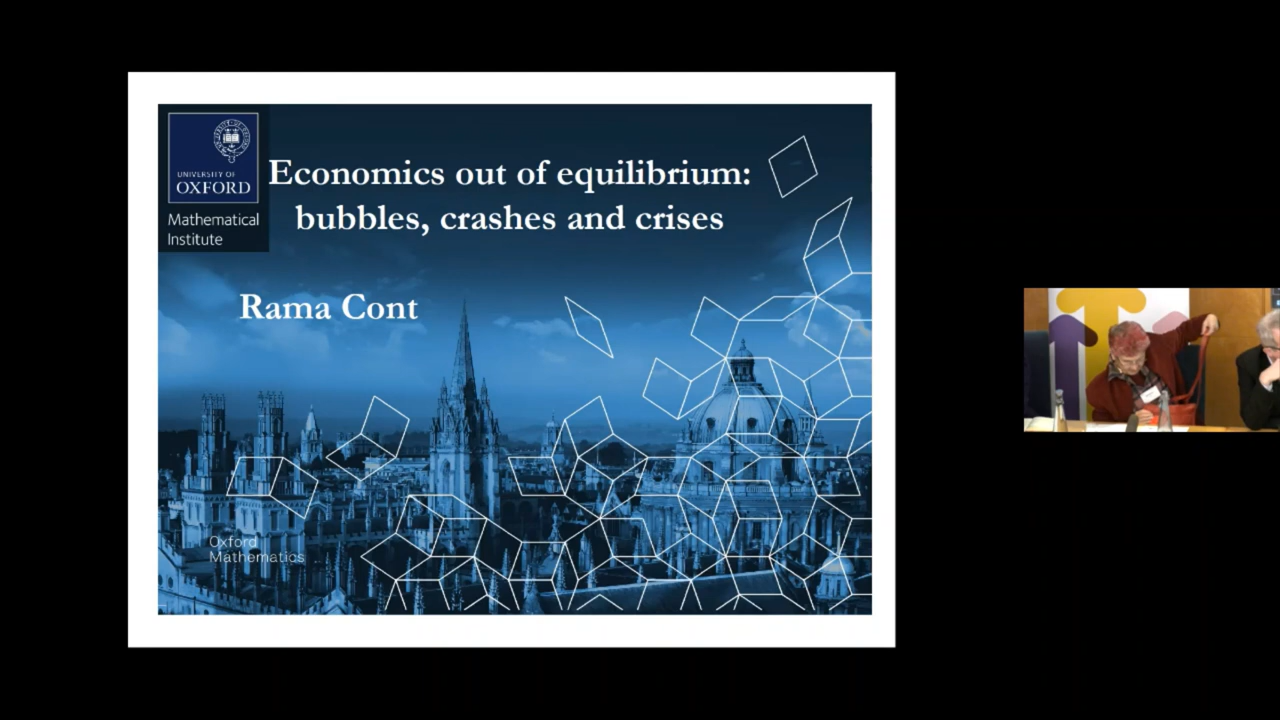 UNIVERSITY OF
OXFORD
Mathematical
Institute
Economics out of equilibrium:
bubbles, crashes and crises
Rama Cont
Oxford
Mathematics